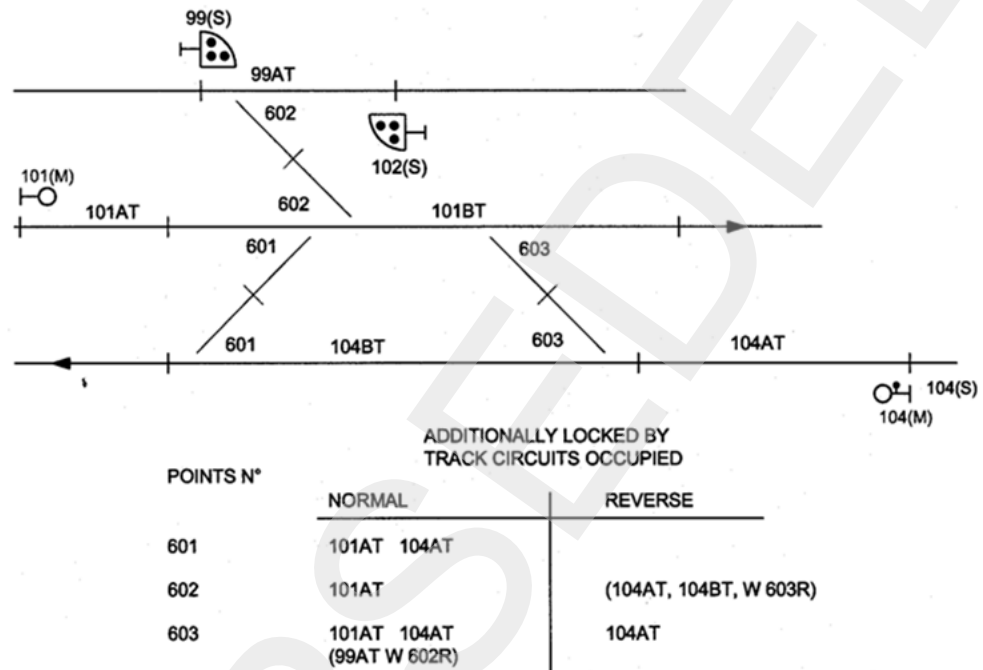 99(S)
99AT
602
102(S)
101(M)
101AT
602
101BT
601
603
601
104BT
603
104AT
104(S)
104(M)
ADDITIONALLY LOCKED BY
TRACK CIRCUITS OCCUPIED
POINTS N°
NORMAL REVERSE
601 101AT 104AT
602 101AT (104AT, 104BT, W 603R)
603 101AT 104AT 104AT
(99AT W 602R)